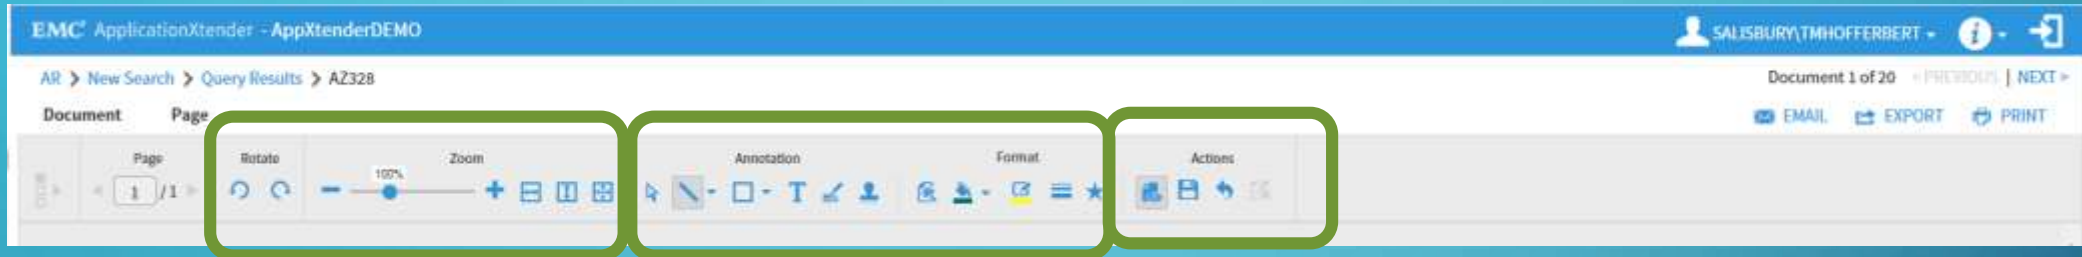 EMC² ApplicationXtender - AppXtenderDEMO
SALISBURY\TMHOFFERBERT
AR > New Search > Query Results > AZ328
Document 1 of 20 < PREVIOUS | NEXT >
Document Page
EMAIL EXPORT PRINT
Page Rotate Zoom Annotation Format Actions
100%
1 /1 T